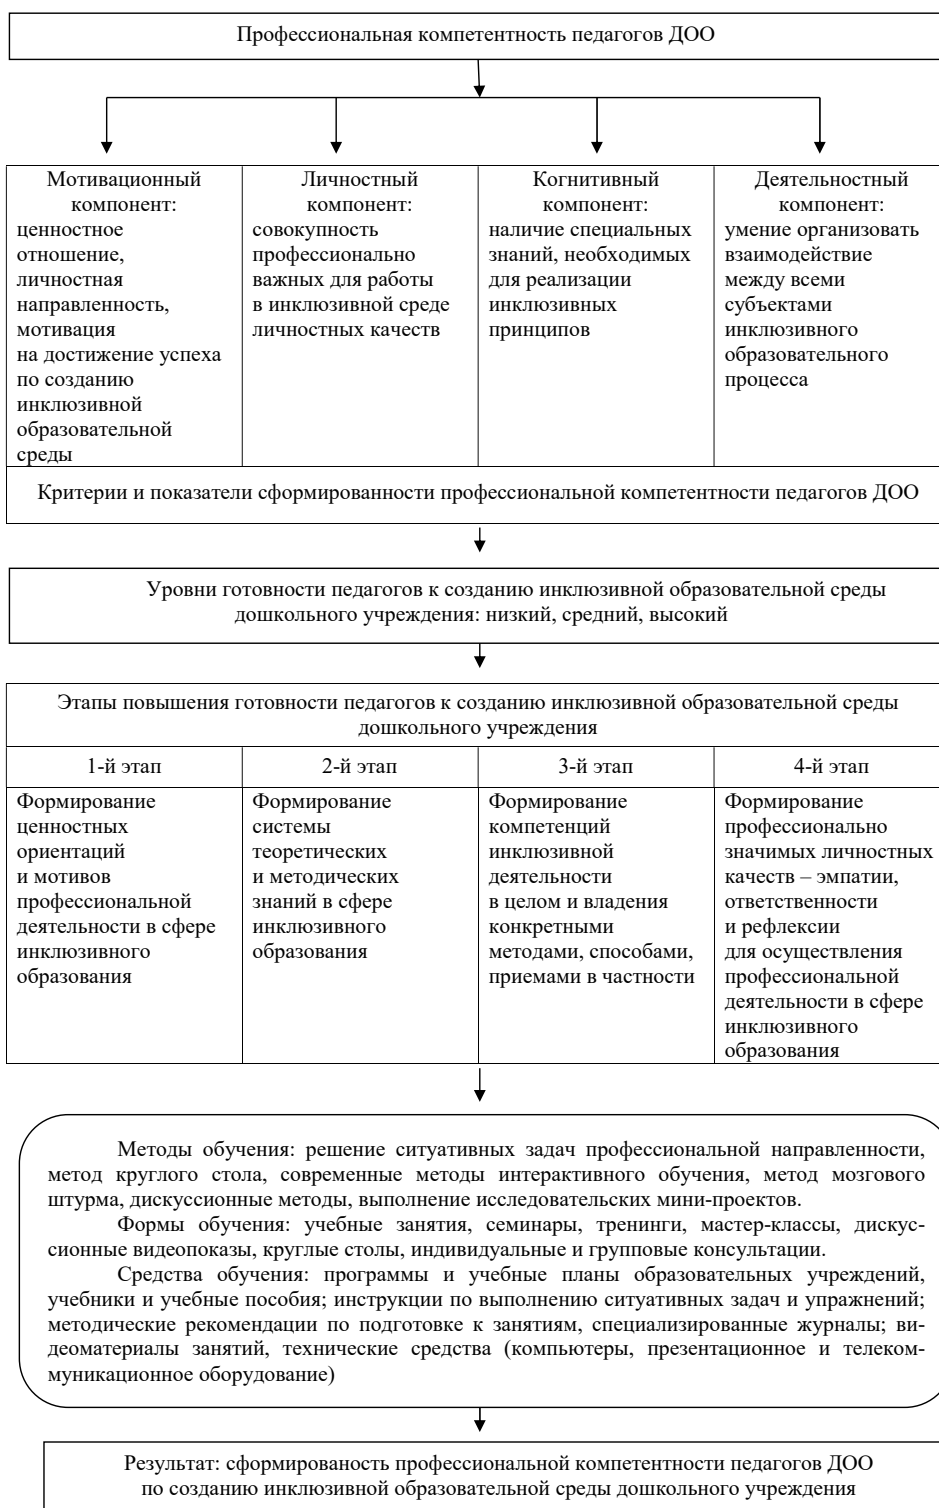 Профессиональная компетентность педагогов ДОО
Мотивационный
компонент:
ценностное
отношение,
личностная
направленность,
мотивация
на достижение успеха
по созданию
инклюзивной
образовательной
среды
Личностный
компонент:
совокупность
профессионально
важных для работы
в инклюзивной среде
личностных качеств
Когнитивный
компонент:
наличие специальных
знаний, необходимых
для реализации
инклюзивных
принципов
Деятельностный
компонент:
умение организовать
взаимодействие
между всеми
субъектами
инклюзивного
образовательного
процесса
Критерии и показатели сформированности профессиональной компетентности педагогов ДОО
Уровни готовности педагогов к созданию инклюзивной образовательной среды
дошкольного учреждения: низкий, средний, высокий
Этапы повышения готовности педагогов к созданию инклюзивной образовательной среды
дошкольного учреждения
1-й этап
2-й этап
3-й этап
4-й этап
Формирование
ценностных
ориентаций
и мотивов
профессиональной
деятельности в сфере
инклюзивного
образования
Формирование
системы
теоретических
и методических
знаний в сфере
инклюзивного
образования
Формирование
компетенций
инклюзивной
деятельности
в целом и владения
конкретными
методами, способами,
приемами в частности
Формирование
профессионально
значимых личностных
качеств – эмпатии,
ответственности
и рефлексии
для осуществления
профессиональной
деятельности в сфере
инклюзивного
образования
Методы обучения: решение ситуативных задач профессиональной направленности,
метод круглого стола, современные методы интерактивного обучения, метод мозгового
штурма, дискуссионные методы, выполнение исследовательских мини-проектов.
Формы обучения: учебные занятия, семинары, тренинги, мастер-классы, дискус-
сионные видеопоказы, круглые столы, индивидуальные и групповые консультации.
Средства обучения: программы и учебные планы образовательных учреждений,
учебники и учебные пособия; инструкции по выполнению ситуативных задач и упражнений;
методические рекомендации по подготовке к занятиям, специализированные журналы; ви-
деоматериалы занятий, технические средства (компьютеры, презентационное и телеком-
муникационное оборудование)
Результат: сформированость профессиональной компетентности педагогов ДОО
по созданию инклюзивной образовательной среды дошкольного учреждения